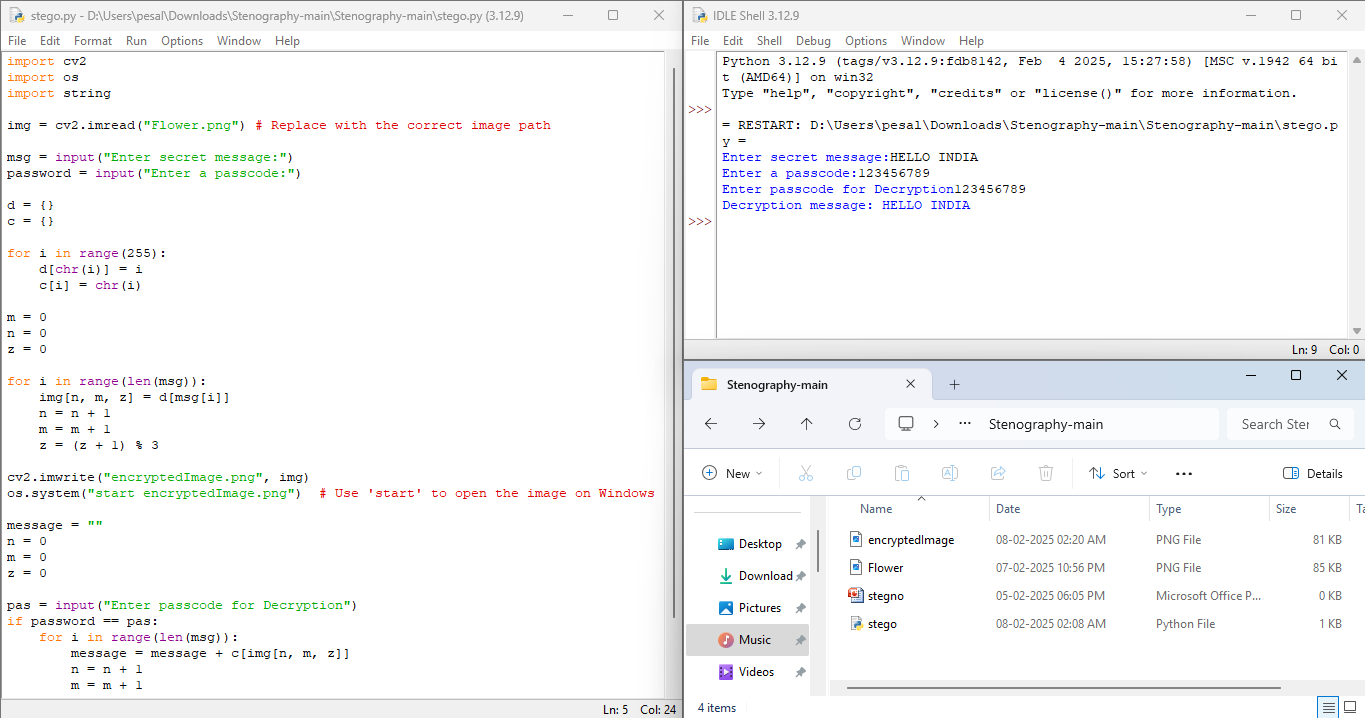 stego.py - D:\Users\pesal\Downloads\Stenography-main\Stenography-main\stego.py (3.12.9)
File Edit Format Run Options Window Help
import cv2
import os
import string
img = cv2.imread("Flower.png") # Replace with the correct image path
msg = input("Enter secret message:")
password = input("Enter a passcode:")
d = {}
c = {}
for i in range(255):
    d[chr(i)] = i
    c[i] = chr(i)
m = 0
n = 0
z = 0
for i in range(len(msg)):
    img[n, m, z] = d[msg[i]]
    n = n + 1
    m = m + 1
    z = (z + 1) % 3
cv2.imwrite("encryptedImage.png", img)
os.system("start encryptedImage.png")  # Use 'start' to open the image on Windows
message = ""
n = 0
m = 0
z = 0
pas = input("Enter passcode for Decryption")
if password == pas:
    for i in range(len(msg)):
        message = message + c[img[n, m, z]]
        n = n + 1
        m = m + 1
Ln: 5 Col: 24
IDLE Shell 3.12.9
File Edit Shell Debug Options Window Help
Python 3.12.9 (tags/v3.12.9:fdb8142, Feb  4 2025, 15:27:58) [MSC v.1942 64 bi
t (AMD64)] on win32
Type "help", "copyright", "credits" or "license()" for more information.
>>>
= RESTART: D:\Users\pesal\Downloads\Stenography-main\Stenography-main\stego.p
y =
Enter secret message:HELLO INDIA
Enter a passcode:123456789
Enter passcode for Decryption123456789
Decryption message: HELLO INDIA
>>>
Ln: 9 Col: 0
Stenography-main
Stenography-main Search Ster
New Sort Details
Name Date Type Size Ta
Desktop
Download
Pictures
Music
Videos
encryptedImage 08-02-2025 02:20 AM PNG File 81 KB
Flower 07-02-2025 10:56 PM PNG File 85 KB
stegno 05-02-2025 06:05 PM Microsoft Office P... 0 KB
stego 08-02-2025 02:08 AM Python File 1 KB
4 items